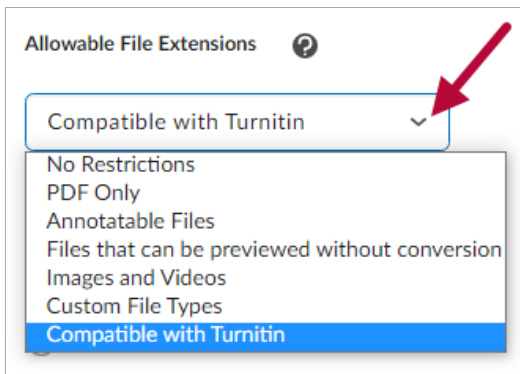 Allowable File Extensions ?
Compatible with Turnitin
No Restrictions
PDF Only
Annotatable Files
Files that can be previewed without conversion
Images and Videos
Custom File Types
Compatible with Turnitin